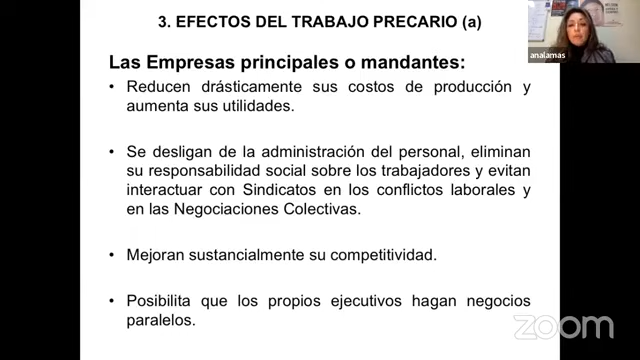 3. EFECTOS DEL TRABAJO PRECARIO (a)
analamas
Las Empresas principales o mandantes:
• Reducen drásticamente sus costos de producción y
aumenta sus utilidades.
• Se desligan de la administración del personal, eliminan
su responsabilidad social sobre los trabajadores y evitan
interactuar con Sindicatos en los conflictos laborales y
en las Negociaciones Colectivas.
• Mejoran sustancialmente su competitividad.
• Posibilita que los propios ejecutivos hagan negocios
paralelos.
zoom